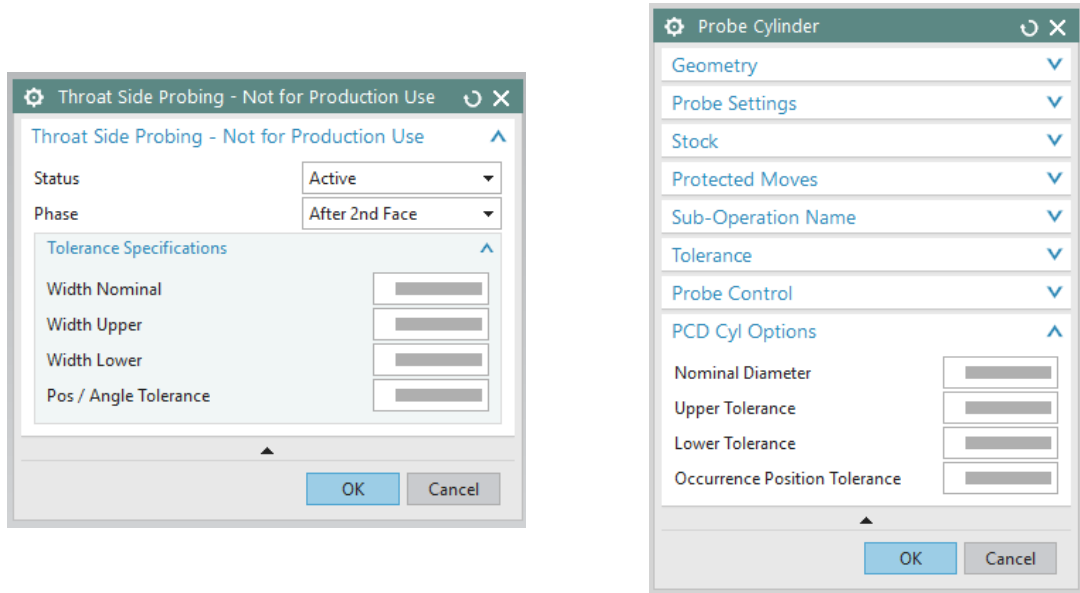 Throat Side Probing - Not for Production Use
Throat Side Probing - Not for Production Use
Status
Active
Phase
After 2nd Face
Tolerance Specifications
Width Nominal
Width Upper
Width Lower
Pos / Angle Tolerance
OK
Cancel
Probe Cylinder
Geometry
Probe Settings
Stock
Protected Moves
Sub-Operation Name
Tolerance
Probe Control
PCD Cyl Options
Nominal Diameter
Upper Tolerance
Lower Tolerance
Occurrence Position Tolerance
OK
Cancel